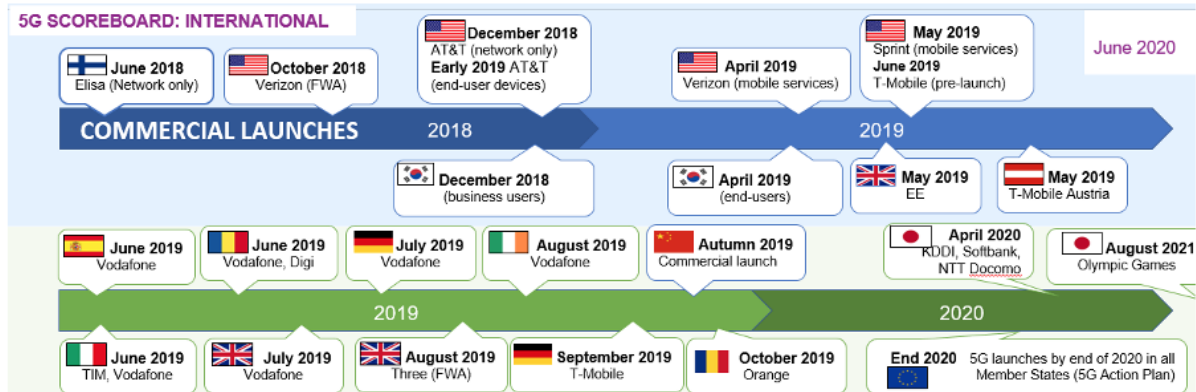 5G SCOREBOARD: INTERNATIONAL
June 2020
June 2018
Elisa (Network only)
October 2018
Verizon (FWA)
December 2018
AT&T (network only)
Early 2019 AT&T
(end-user devices)
April 2019
Verizon (mobile services)
May 2019
Sprint (mobile services)
June 2019
T-Mobile (pre-launch)
COMMERCIAL LAUNCHES
2018
2019
December 2018
(business users)
April 2019
(end-users)
May 2019
EE
May 2019
T-Mobile Austria
June 2019
Vodafone
June 2019
Vodafone, Digi
July 2019
Vodafone
August 2019
Vodafone
Autumn 2019
Commercial launch
April 2020
KDDI, Softbank,
NTT Docomo
August 2021
Olympic Games
2019
2020
June 2019
TIM, Vodafone
July 2019
Vodafone
August 2019
Three (FWA)
September 2019
T-Mobile
October 2019
Orange
End 2020
5G launches by end of 2020 in all
Member States (5G Action Plan)